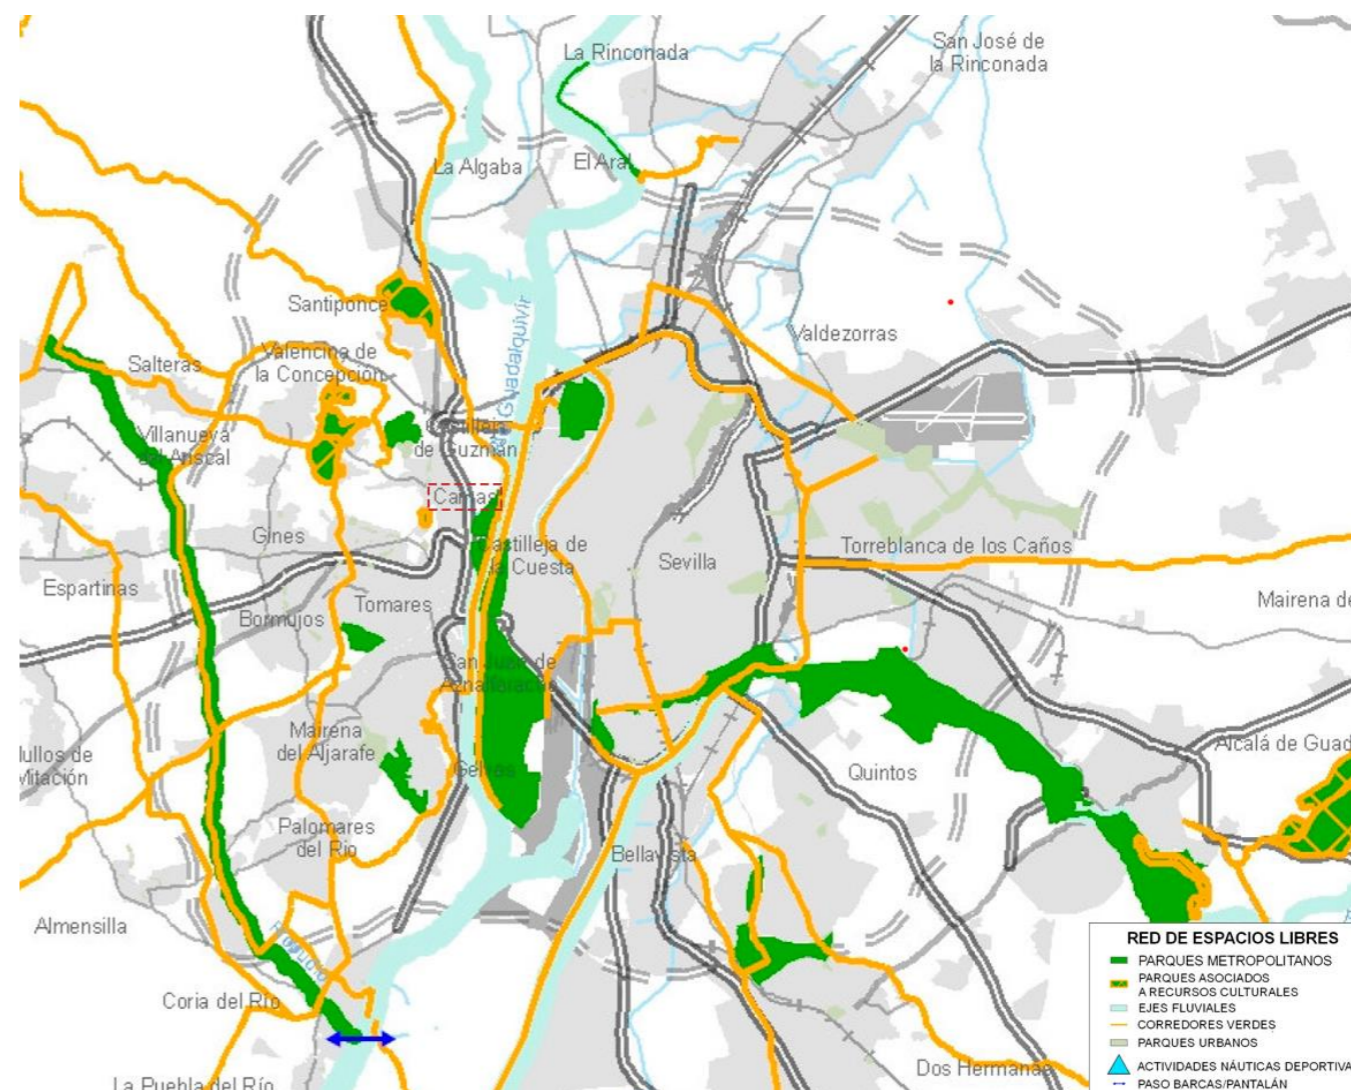 La Rinconada
San José de
la Rinconada
La Algaba
El Aral
Santiponce
Guadalquivir
Valdezorras
Salteras
Valencina de
la Concepción
Villanueva
del Ariscal
Castilleja
de Guzmán
Camas
Gines
Castilleja de
la Cuesta
Sevilla
Torreblanca de los Caños
Espartinas
Tomares
Bormujos
Mairena de
San Juan de
Aznalfarache
Mairena
del Aljarafe
ullos de
Mitación
Gelves
Quintos
Alcalá de Guad
Palomares
del Río
Bellavista
Almensilla
Coria del Río
La Puebla del Río
Dos Hermanas
RED DE ESPACIOS LIBRES
PARQUES METROPOLITANOS
PARQUES ASOCIADOS
A RECURSOS CULTURALES
EJES FLUVIALES
CORREDORES VERDES
PARQUES URBANOS
ACTIVIDADES NÁUTICAS DEPORTIVA
PASO BARCAS/PANTALÁN